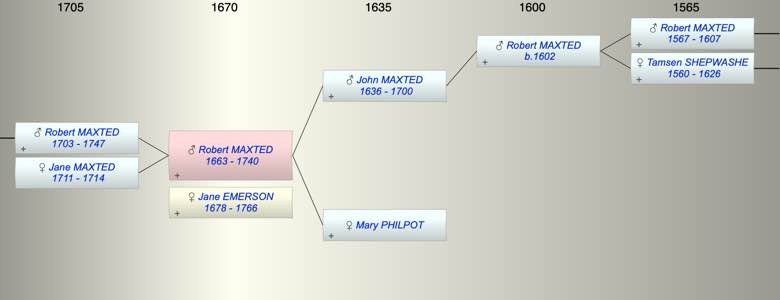 1705 1670 1635 1600 1565
♂ Robert MAXTED
1567 - 1607
♂ Robert MAXTED
b.1602
+
+
♀ Tamsen SHEPWASHE
1560 - 1626
+
♂ John MAXTED
1636 - 1700
+
♂ Robert MAXTED
1703 - 1747
+
♀ Jane MAXTED
1711 - 1714
♂ Robert MAXTED
1663 - 1740
+
♀ Jane EMERSON
1678 - 1766
+
♀ Mary PHILPOT
+